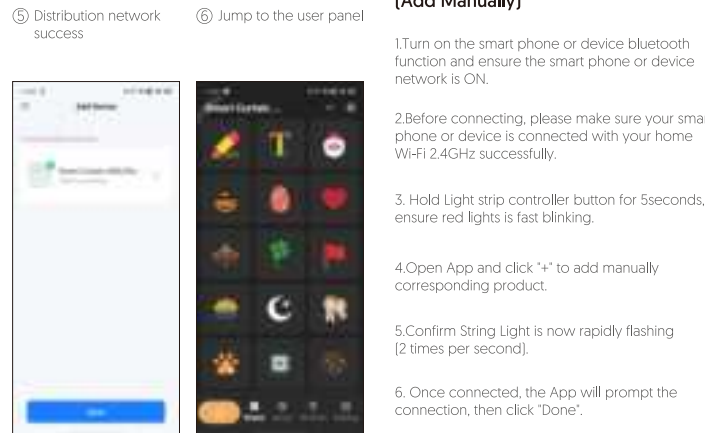 ⑤ Distribution network
success
⑥ Jump to the user panel
(Add Manually)
1.Turn on the smart phone or device bluetooth
function and ensure the smart phone or device
network is ON.
2.Before connecting, please make sure your sma
phone or device is connected with your home
Wi-Fi 2.4GHz successfully.
3. Hold Light strip controller button for 5seconds,
ensure red lights is fast blinking.
4.Open App and click "+" to add manually
corresponding product.
5.Confirm String Light is now rapidly flashing
(2 times per second).
6. Once connected, the App will prompt the
connection, then click "Done".